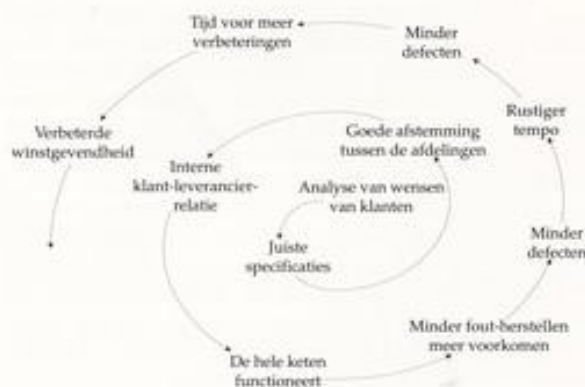 Tijd voor meer
verbeteringen
Minder
defecten
Verbeterde
winstgevendheid
Interne
klant-leverancier-
relatie
Goede afstemming
tussen de afdelingen
Rustiger
tempo
Analyse van wensen
van klanten
Juiste
specificaties
Minder
defecten
Minder fout-herstellen
meer voorkomen
De hele keten
functioneert